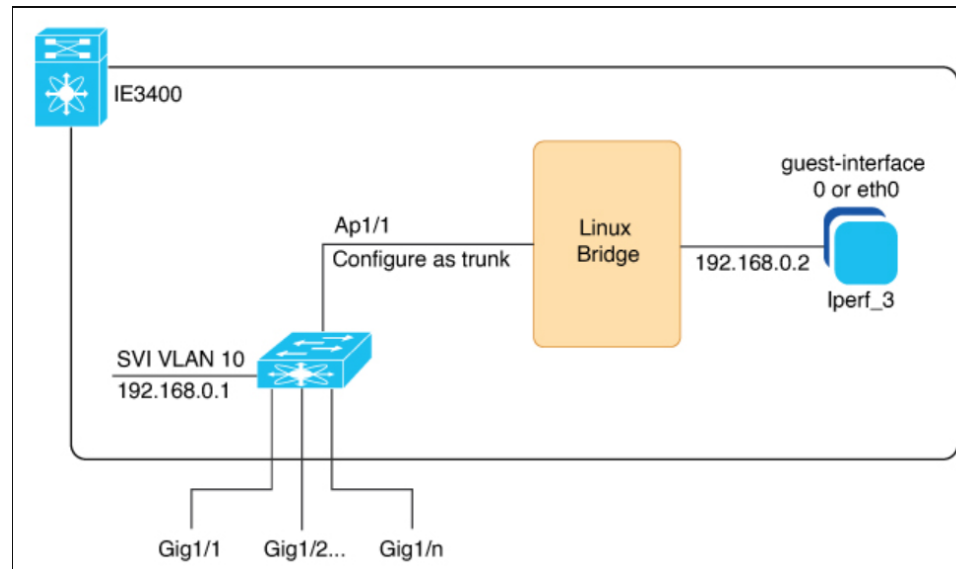 IE3400
guest-interface
0 or eth0
Ap1/1
Configure as trunk
Linux
Bridge
192.168.0.2
Iperf_3
SVI VLAN 10
192.168.0.1
Gig1/1
Gig1/2...
Gig1/n